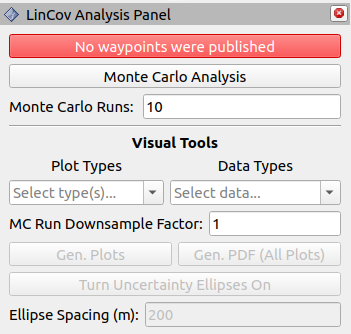 LinCov Analysis Panel
No waypoints were published
Monte Carlo Analysis
Monte Carlo Runs: 10
Visual Tools
Plot Types Data Types
Select type(s)... Select data...
MC Run Downsample Factor: 1
Gen. Plots Gen. PDF (All Plots)
Turn Uncertainty Ellipses On
Ellipse Spacing (m): 200